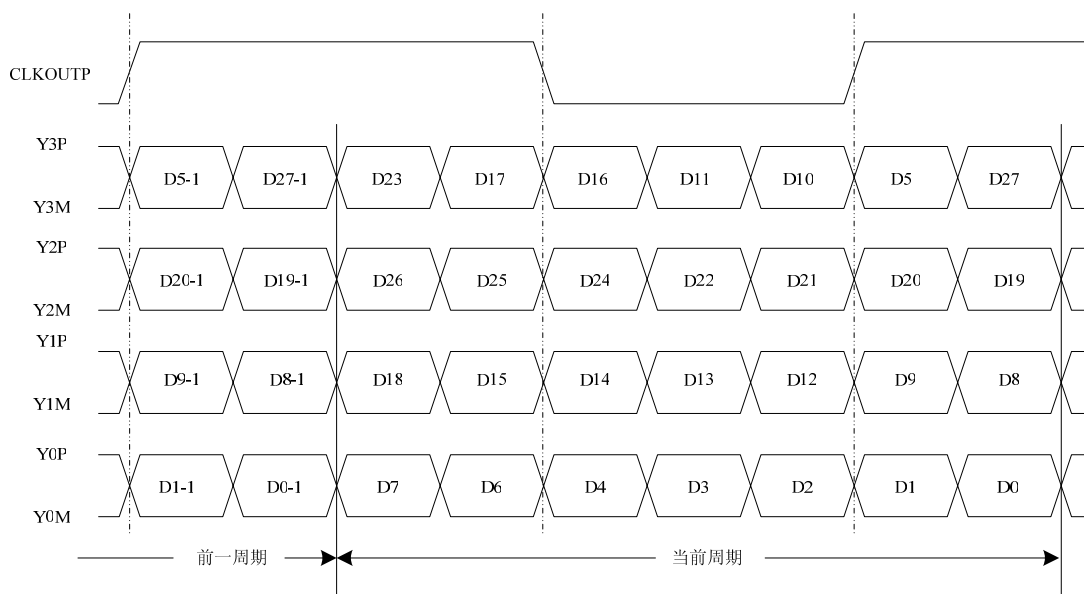 CLKOUTP
Y3P
D5-1 D27-1 D23 D17 D16 D11 D10 D5 D27
Y3M
Y2P
D20-1 D19-1 D26 D25 D24 D22 D21 D20 D19
Y2M
Y1P
D9-1 D8-1 D18 D15 D14 D13 D12 D9 D8
Y1M
Y0P
D1-1 D0-1 D7 D6 D4 D3 D2 D1 D0
Y0M
前一周期 当前周期